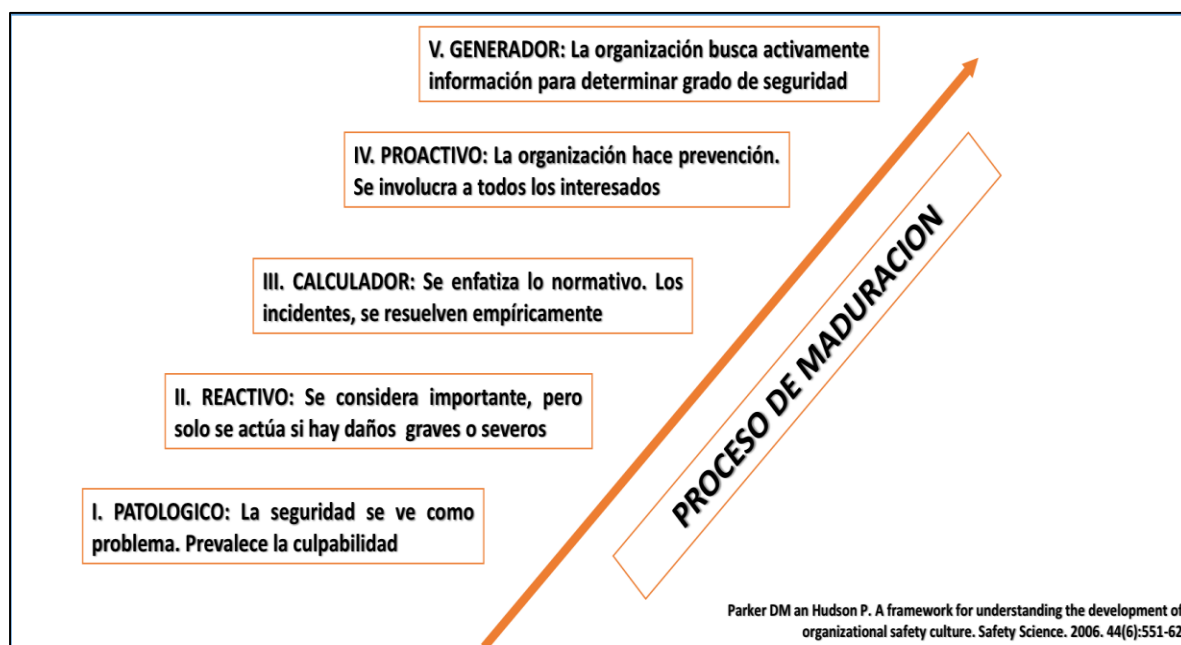 V. GENERADOR: La organización busca activamente
información para determinar grado de seguridad
IV. PROACTIVO: La organización hace prevención.
Se involucra a todos los interesados
III. CALCULADOR: Se enfatiza lo normativo. Los
incidentes, se resuelven empíricamente
II. REACTIVO: Se considera importante, pero
solo se actúa si hay daños graves o severos
I. PATOLOGICO: La seguridad se ve como
problema. Prevalece la culpabilidad
PROCESO DE MADURACION
Parker DM an Hudson P. A framework for understanding the development of
organizational safety culture. Safety Science. 2006. 44(6):551-62